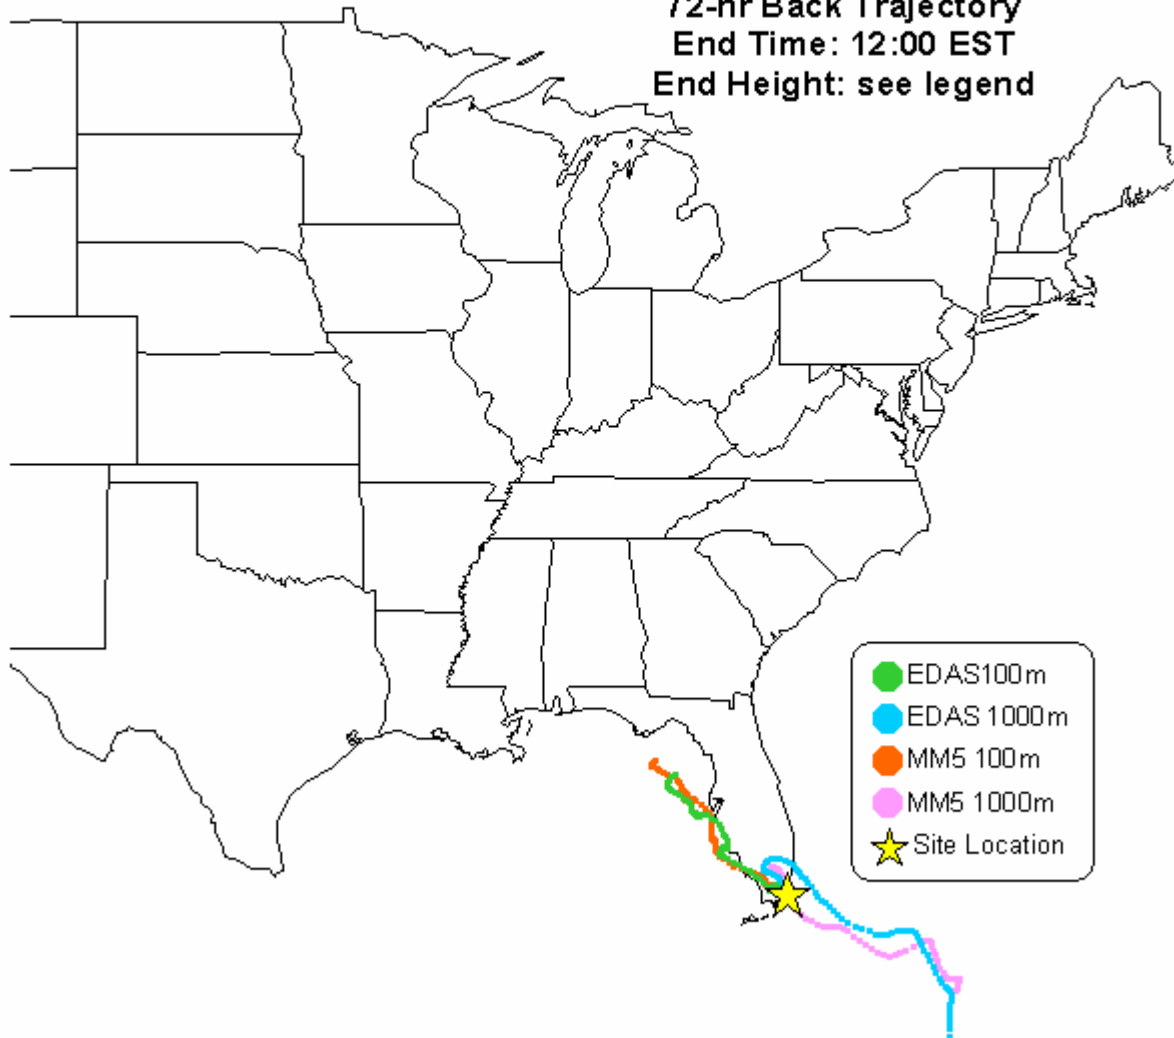 72-hr Back Trajectory
End Time: 12:00 EST
End Height: see legend
EDAS100m
EDAS 1000m
MM5 100m
MM5 1000m
Site Location